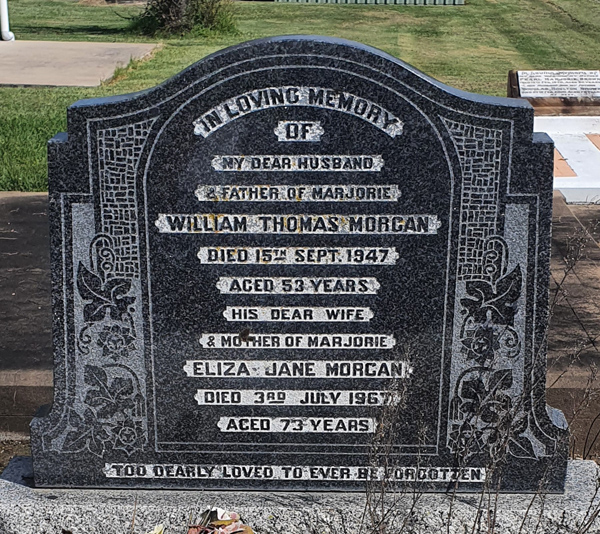 IN LOVING MEMORY
OF
MY DEAR HUSBAND
& FATHER OF MARJORIE
WILLIAM THOMAS MORGAN
DIED 15TH SEPT. 1947
AGED 53 YEARS
HIS DEAR WIFE
& MOTHER OF MARJORIE
ELIZA JANE MORGAN
DIED 3RD JULY 1967
AGED 73 YEARS
TOO DEARLY LOVED TO EVER BE FORGOTTEN